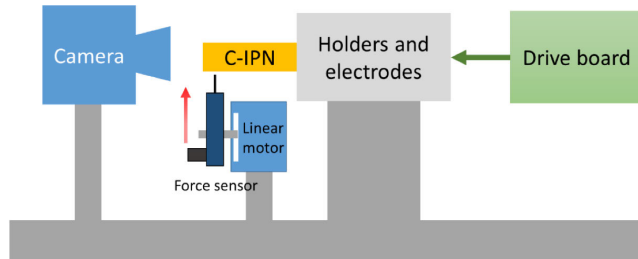 Camera
C-IPN
Holders and
electrodes
Drive board
Linear
motor
Force sensor